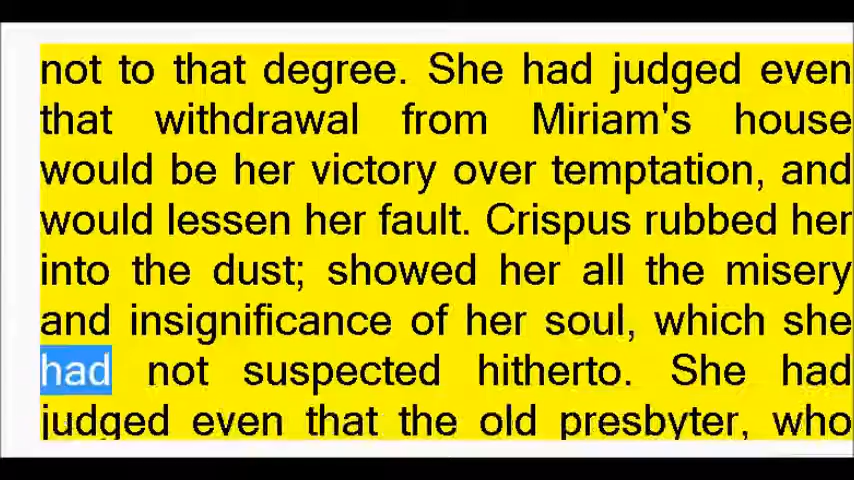 not to that degree. She had judged even
that withdrawal from Miriam's house
would be her victory over temptation, and
would lessen her fault. Crispus rubbed her
into the dust; showed her all the misery
and insignificance of her soul, which she
had not suspected hitherto. She had
judged even that the old presbyter, who